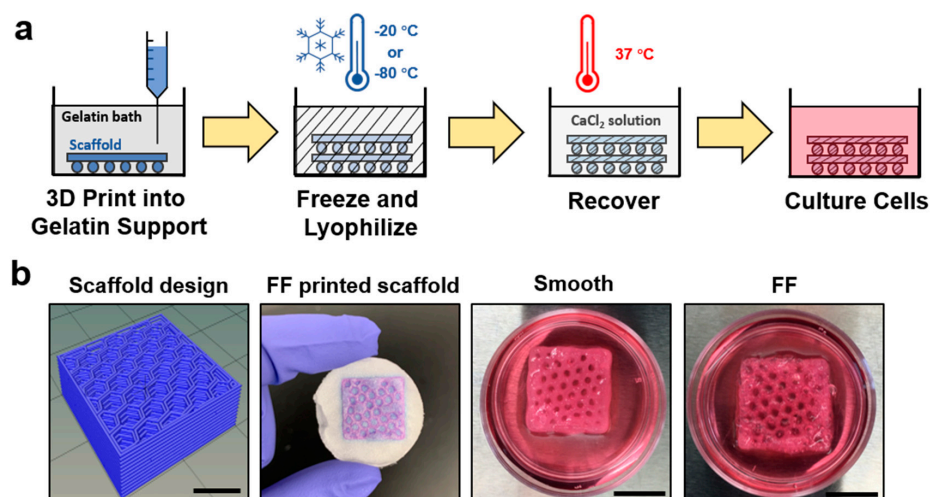 a
-20 °C
or
-80 °C
37 °C
Gelatin bath
Scaffold
CaCl2 solution
3D Print into
Gelatin Support
Freeze and
Lyophilize
Recover
Culture Cells
b
Scaffold design
FF printed scaffold
Smooth
FF